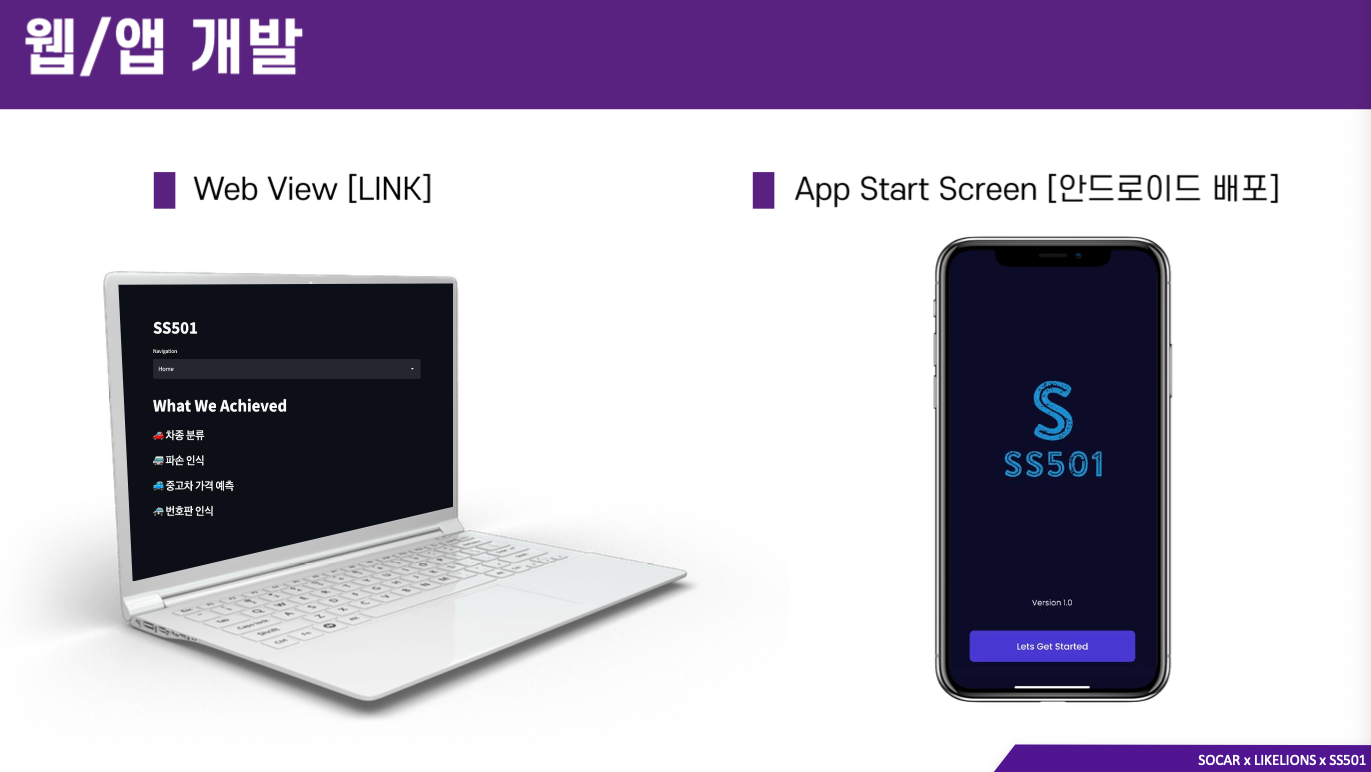 웹/앱 개발
Web View [LINK]
App Start Screen [안드로이드 배포]
SS501
Navigation
Home
What We Achieved
🚗 차종 분류
🚌 파손 인식
🚙 중고차 가격 예측
🚓 번호판 인식
S
SS501
Version 1.0
Lets Get Started
SOCAR x LIKELIONS x SS501